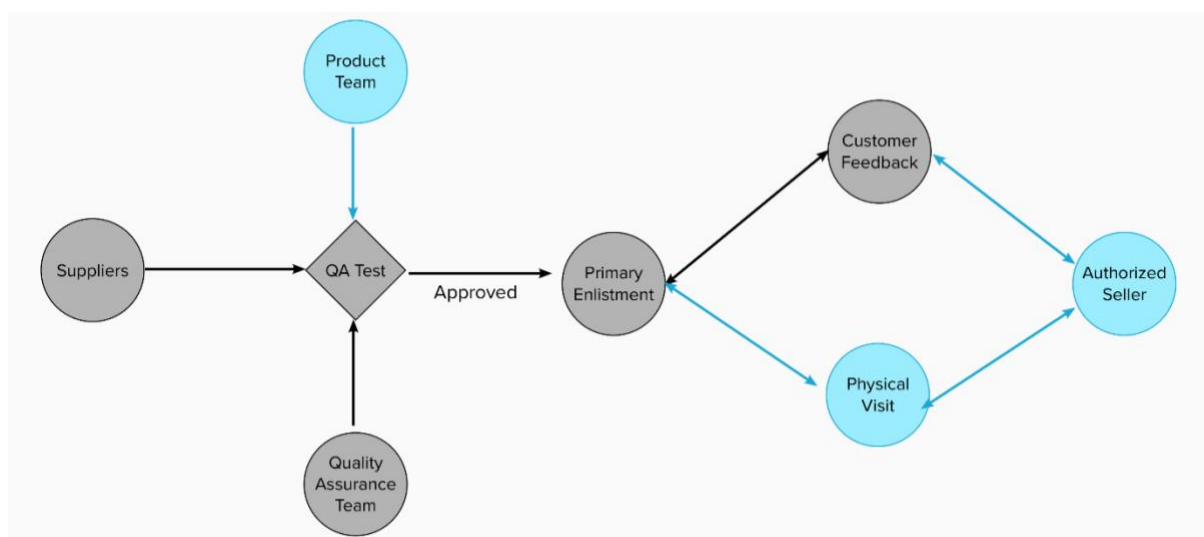 Product
Team
Suppliers
QA Test
Approved
Quality
Assurance
Team
Primary
Enlistment
Customer
Feedback
Physical
Visit
Authorized
Seller